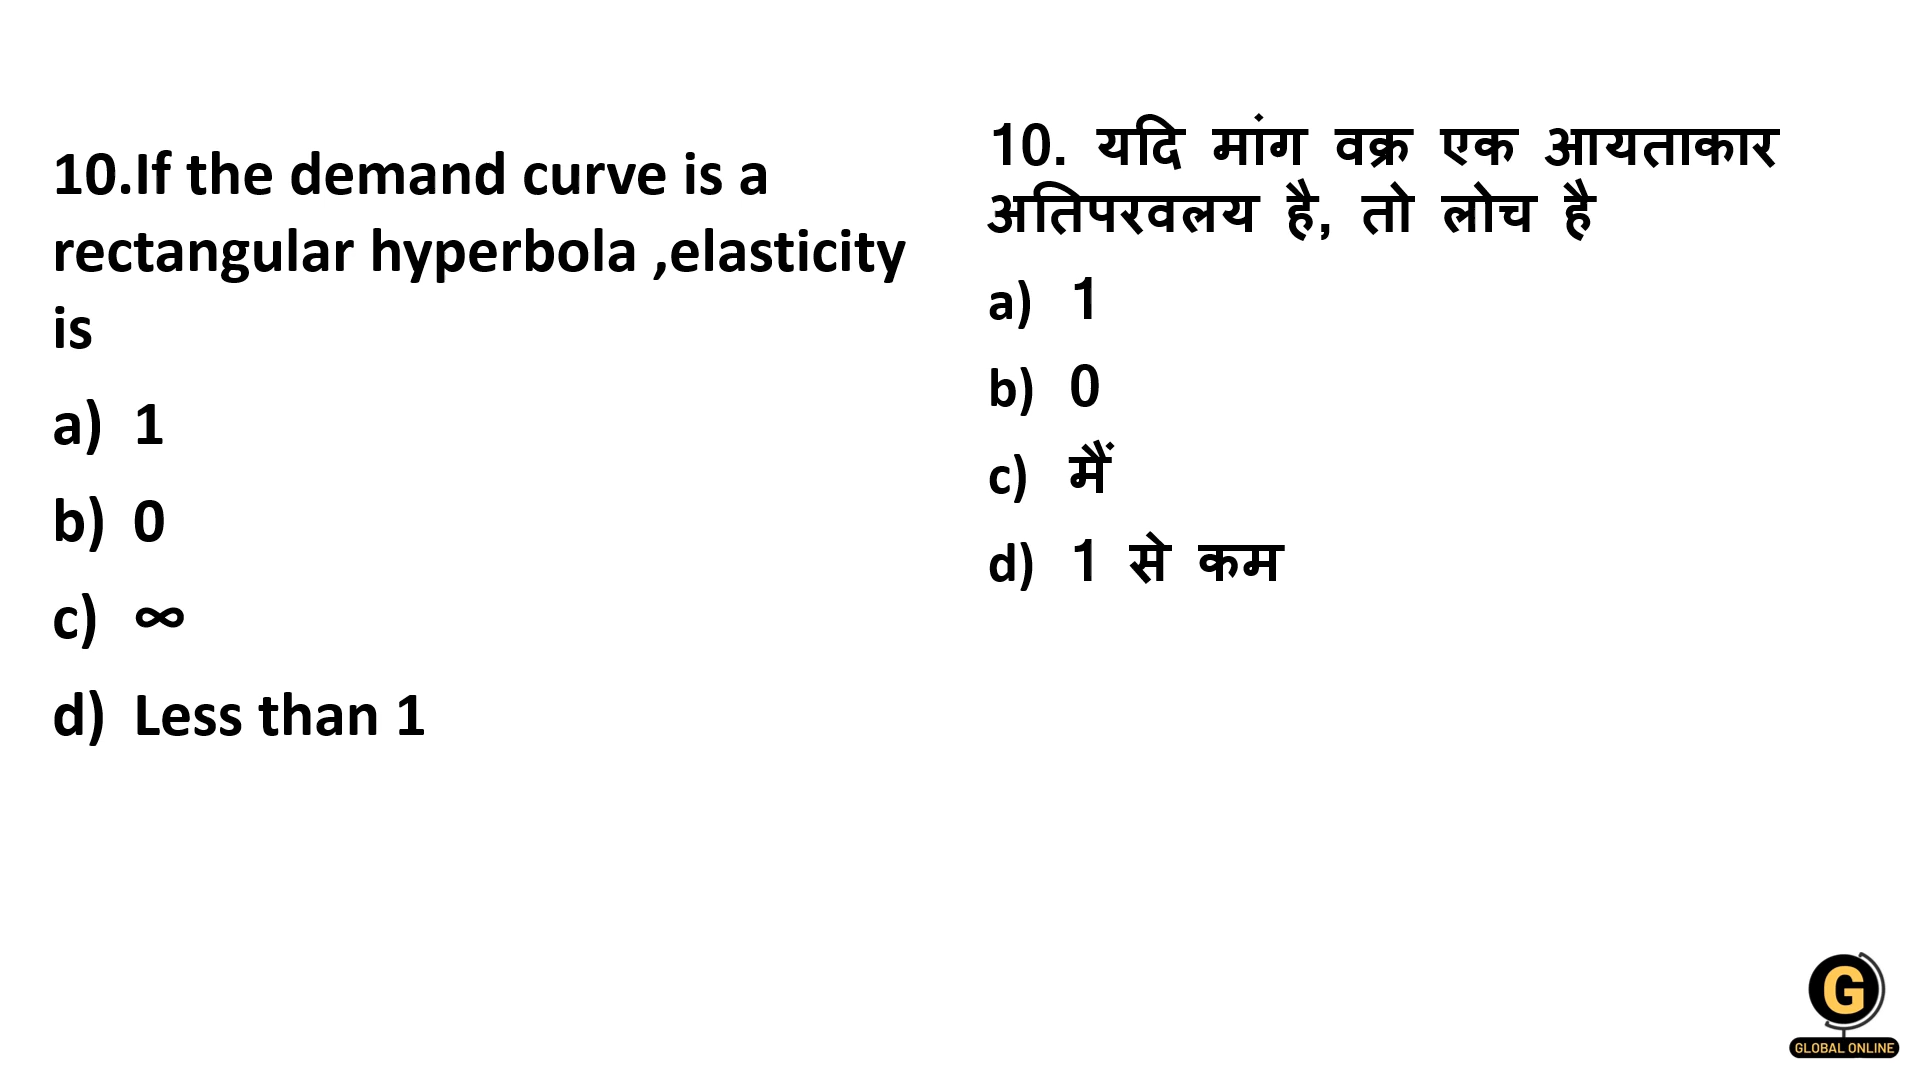 10.If the demand curve is a
rectangular hyperbola ,elasticity
is
a) 1
b) 0
c) ∞
d) Less than 1
10. यदि मांग वक्र एक आयताकार
अतिपरवलय है, तो लोच है
a) 1
b) 0
c) मैं
d) 1 से कम
G
GLOBAL ONLINE